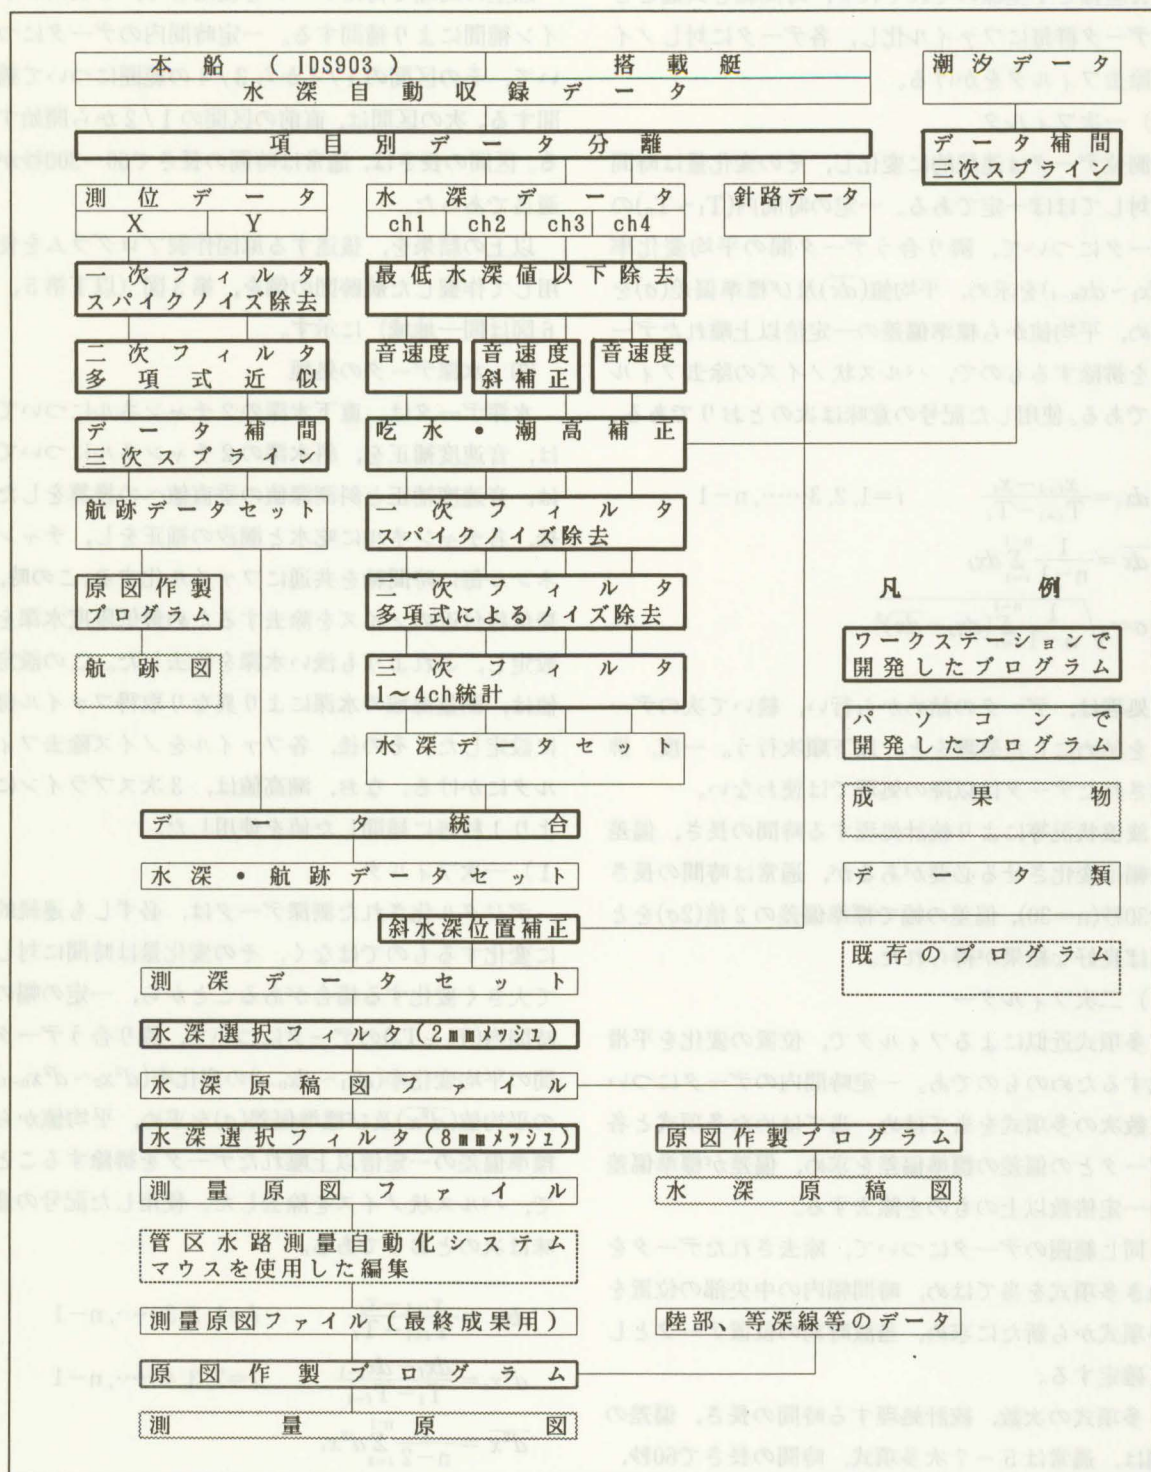 本船（IDS903） 搭載艇
水深自動収録データ
潮汐データ
項目別データ分離
データ補間
三次スプライン
測位データ
X Y
水深データ
ch1 ch2 ch3 ch4
針路データ
一次フィルタ
スパイクノイズ除去
最低水深値以下除去
二次フィルタ
多項式近似
音速度
音速度
斜補正
音速度
データ補間
三次スプライン
吃水・潮高補正
航跡データセット
一次フィルタ
スパイクノイズ除去
原図作製
プログラム
二次フィルタ
多項式によるノイズ除去
航跡図
三次フィルタ
1〜4ch統計
水深データセット
凡例
ワークステーションで
開発したプログラム
パソコンで
開発したプログラム
成果物
データ類
既存のプログラム
データ統合
水深・航跡データセット
斜水深位置補正
測深データセット
水深選択フィルタ(2mmメッシュ)
水深原稿図ファイル
水深選択フィルタ(8mmメッシュ)
原図作製プログラム
測量原図ファイル
水深原稿図
管区水路測量自動化システム
マウスを使用した編集
測量原図ファイル（最終成果用）
陸部、等深線等のデータ
原図作製プログラム
測量原図